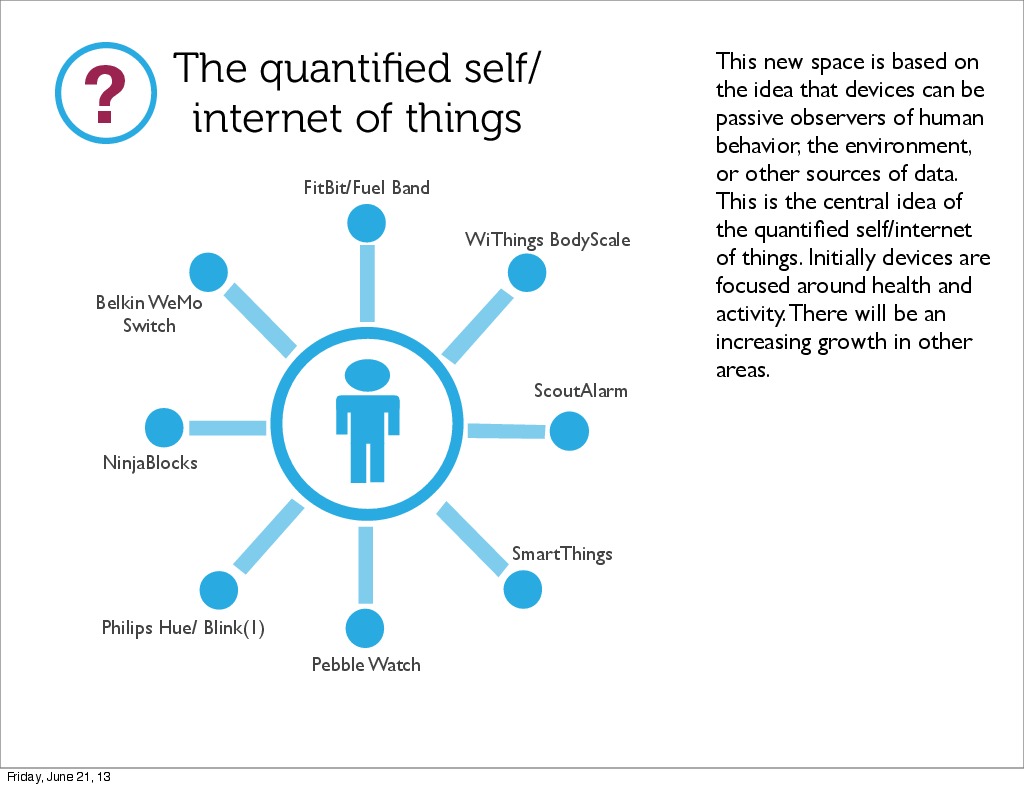 ?
The quantified self/
internet of things
This new space is based on
the idea that devices can be
passive observers of human
behavior, the environment,
or other sources of data.
This is the central idea of
the quantified self/internet
of things. Initially devices are
focused around health and
activity. There will be an
increasing growth in other
areas.
FitBit/Fuel Band
WiThings BodyScale
Belkin WeMo
Switch
ScoutAlarm
NinjaBlocks
SmartThings
Philips Hue/ Blink(1)
Pebble Watch
Friday, June 21, 13